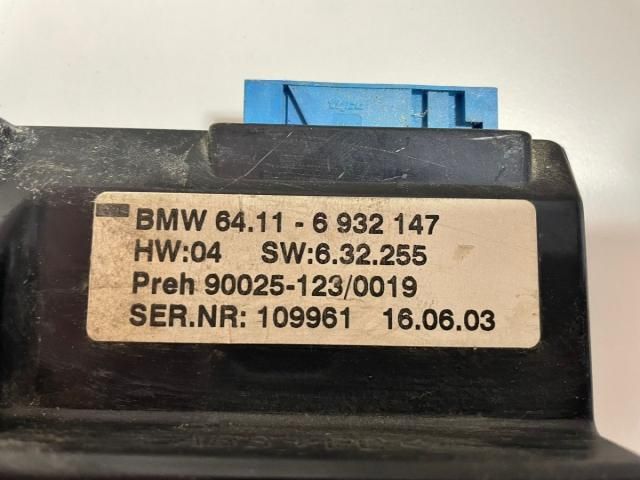 BMW 64.11 - 6 932 147
HW:04 SW:6.32.255
Preh 90025-123/0019
SER.NR: 109961 16.06.03